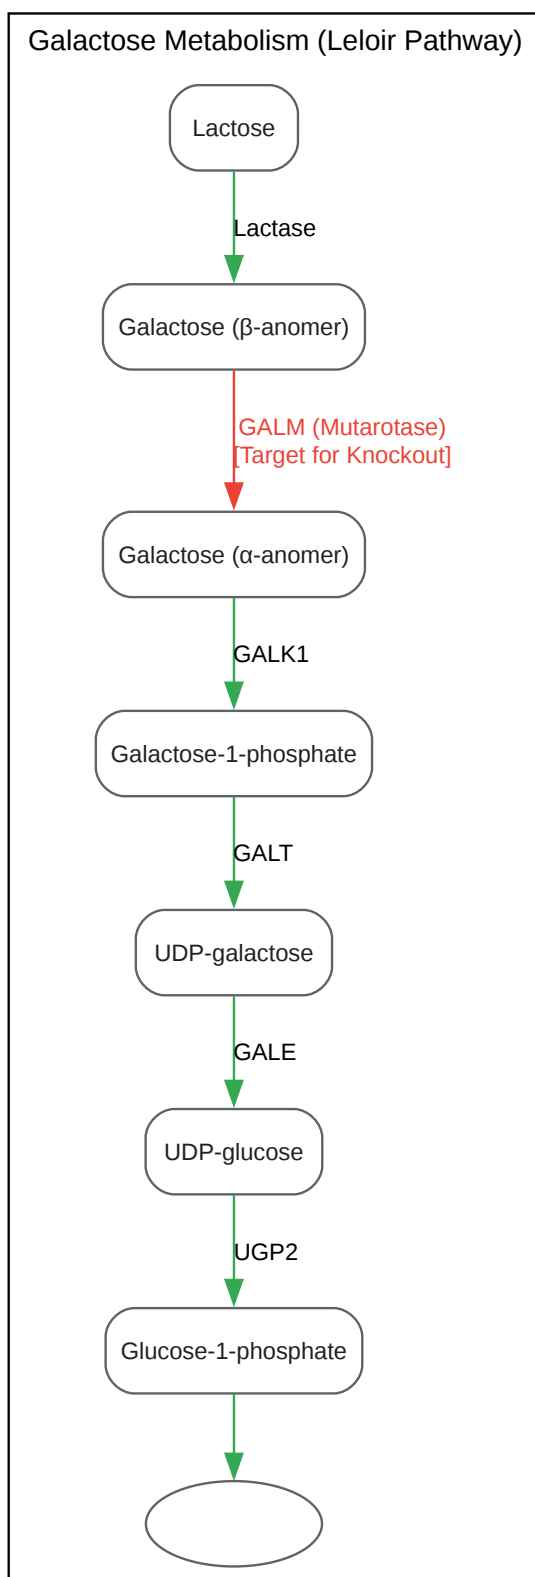 Galactose Metabolism (Leloir Pathway)
Lactose
Lactase
Galactose (β-anomer)
GALM (Mutarotase)
[Target for Knockout]
Galactose (α-anomer)
GALK1
Galactose-1-phosphate
GALT
UDP-galactose
GALE
UDP-glucose
UGP2
Glucose-1-phosphate